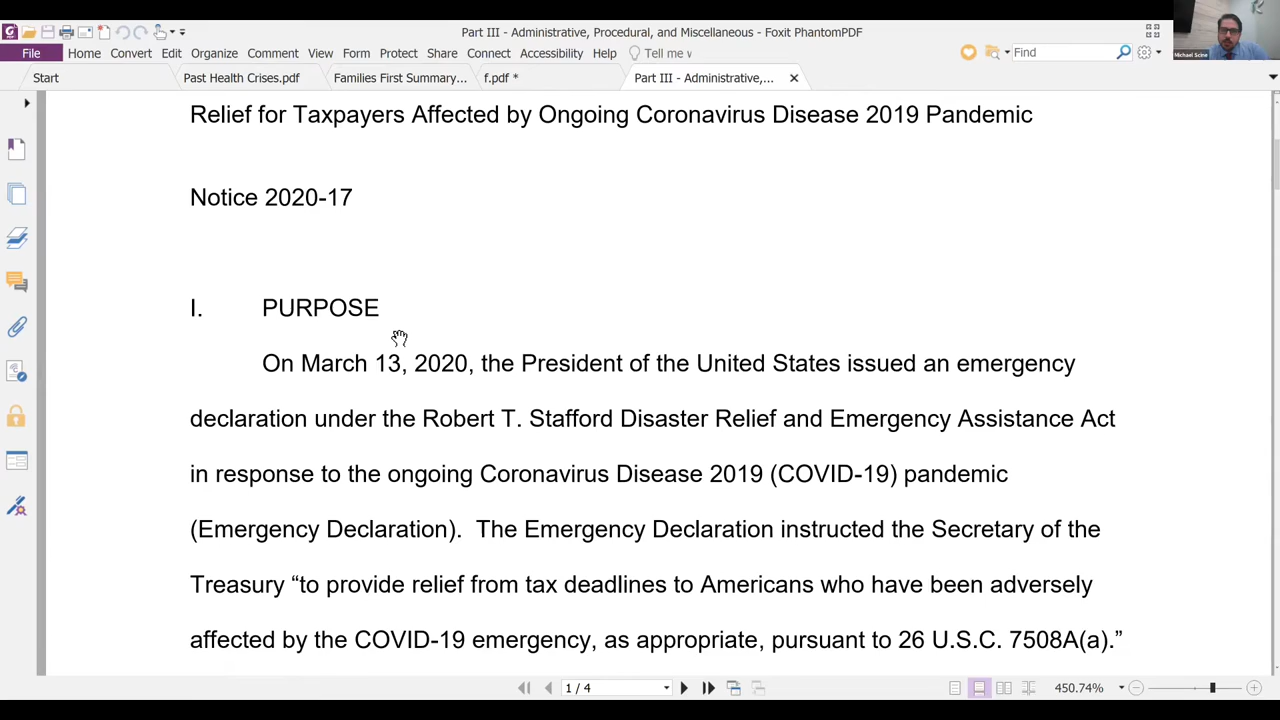 Part III - Administrative, Procedural, and Miscellaneous - Foxit PhantomPDF
File Home Convert Edit Organize Comment View Form Protect Share Connect Accessibility Help Tell me v Find
Michael Scine
Start Past Health Crises.pdf Families First Summary... f.pdf * Part III - Administrative,...
Relief for Taxpayers Affected by Ongoing Coronavirus Disease 2019 Pandemic
Notice 2020-17
I. PURPOSE
On March 13, 2020, the President of the United States issued an emergency
declaration under the Robert T. Stafford Disaster Relief and Emergency Assistance Act
in response to the ongoing Coronavirus Disease 2019 (COVID-19) pandemic
(Emergency Declaration). The Emergency Declaration instructed the Secretary of the
Treasury “to provide relief from tax deadlines to Americans who have been adversely
affected by the COVID-19 emergency, as appropriate, pursuant to 26 U.S.C. 7508A(a).”
1 / 4 450.74%